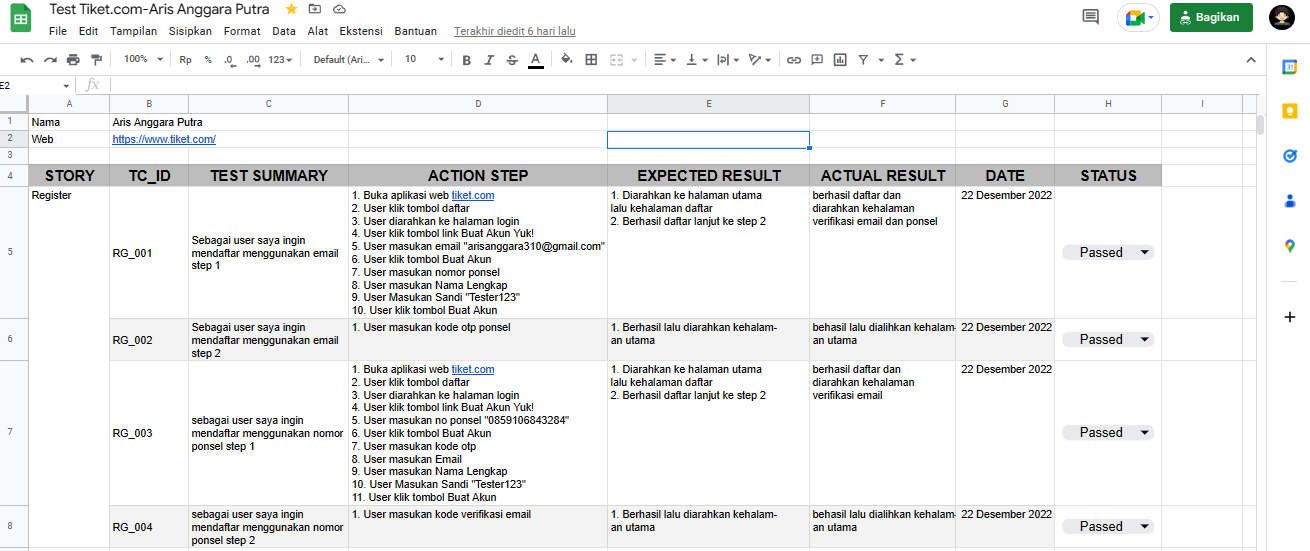 Test Tiket.com-Aris Anggara Putra
File Edit Tampilan Sisipkan Format Data Alat Ekstensi Bantuan Terakhir diedit 6 hari lalu
Bagikan
100% Rp % .0 .00 123 Default (Ari... 10 B I S A
E2 fx
A B C D E F G H I
1 Nama Aris Anggara Putra
2 Web https://www.tiket.com/
3
4 STORY TC_ID TEST SUMMARY ACTION STEP EXPECTED RESULT ACTUAL RESULT DATE STATUS
5
Register
RG_001
Sebagai user saya ingin
mendaftar menggunakan email
step 1
1. Buka aplikasi web tiket.com
2. User klik tombol daftar
3. User diarahkan ke halaman login
4. User klik tombol link Buat Akun Yuk!
5. User masukan email "arisanggara310@gmail.com"
6. User klik tombol Buat Akun
7. User masukan nomor ponsel
8. User masukan Nama Lengkap
9. User Masukan Sandi "Tester123"
10. User klik tombol Buat Akun
1. Diarahkan ke halaman utama
lalu kehalaman daftar
2. Berhasil daftar lanjut ke step 2
berhasil daftar dan
diarahkan kehalaman
verifikasi email dan ponsel
22 Desember 2022
Passed
6
RG_002
Sebagai user saya ingin
mendaftar menggunakan email
step 2
1. User masukan kode otp ponsel
1. Berhasil lalu diarahkan kehalam-
an utama
behasil lalu dialihkan kehalam-
an utama
22 Desember 2022
Passed
7
RG_003
sebagai user saya ingin
mendaftar menggunakan nomor
ponsel step 1
1. Buka aplikasi web tiket.com
2. User klik tombol daftar
3. User diarahkan ke halaman login
4. User klik tombol link Buat Akun Yuk!
5. User masukan no ponsel "0859106843284"
6. User klik tombol Buat Akun
7. User masukan kode otp
8. User masukan Email
9. User masukan Nama Lengkap
10. User Masukan Sandi "Tester123"
11. User klik tombol Buat Akun
1. Diarahkan ke halaman utama
lalu kehalaman daftar
2. Berhasil daftar lanjut ke step 2
berhasil daftar dan
diarahkan kehalaman
verifikasi email
22 Desember 2022
Passed
8
RG_004
sebagai user saya ingin
mendaftar menggunakan nomor
ponsel step 2
1. User masukan kode verifikasi email
1. Berhasil lalu diarahkan kehalam-
an utama
behasil lalu dialihkan kehalam-
an utama
22 Desember 2022
Passed